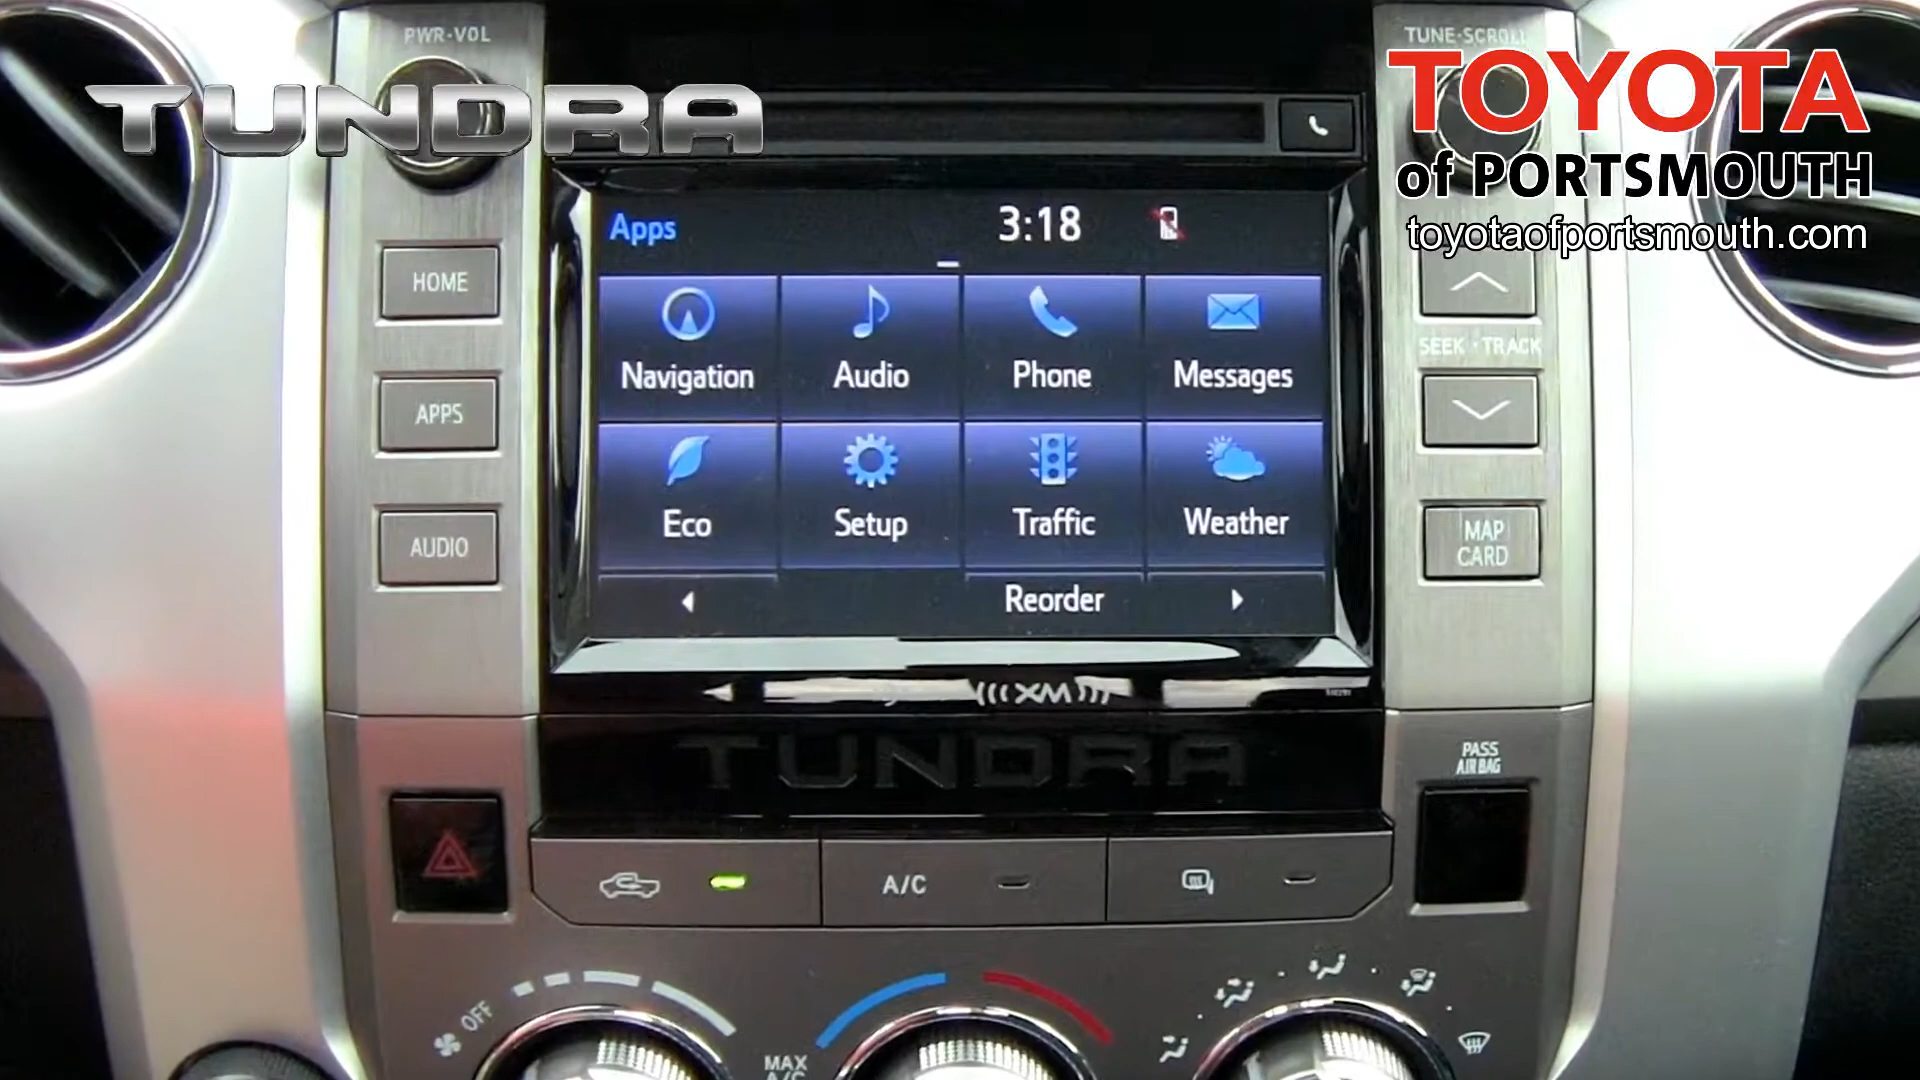 PWR·VOL
TUNE·SCROLL
TUNDRA
TOYOTA
of PORTSMOUTH
toyotaofportsmouth.com
Apps
3:18
HOME
APPS
AUDIO
Navigation
Audio
Phone
Messages
Eco
Setup
Traffic
Weather
Reorder
SEEK·TRACK
MAP
CARD
(((XM)))
TUNDRA
PASS
AIR BAG
A/C
OFF
MAX
A/C